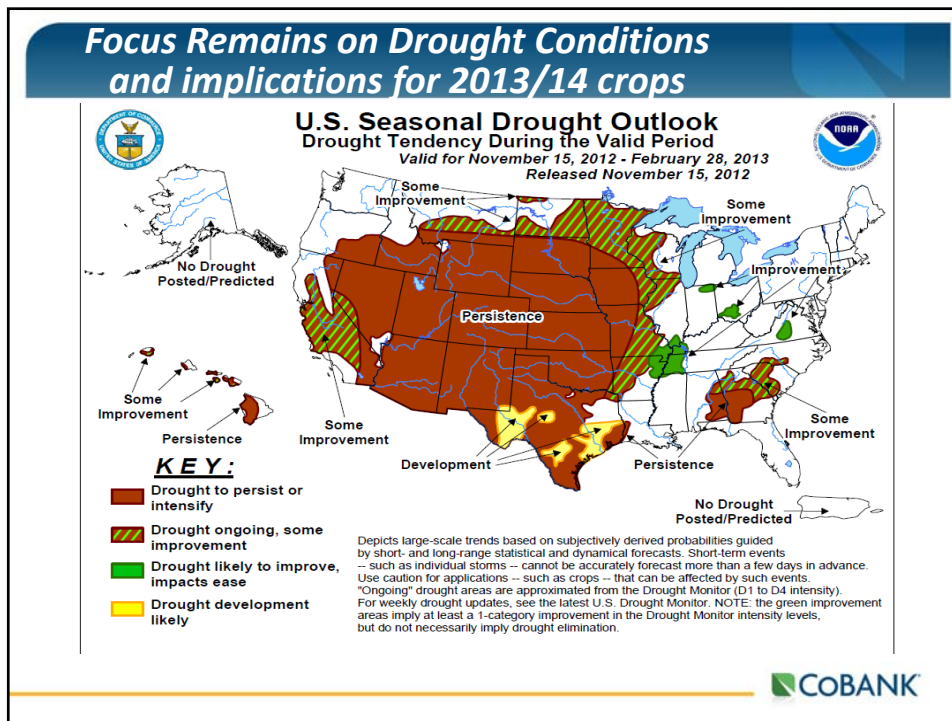 Focus Remains on Drought Conditions
and implications for 2013/14 crops
U.S. Seasonal Drought Outlook
Drought Tendency During the Valid Period
Valid for November 15, 2012 - February 28, 2013
Released November 15, 2012
NOAA
Some
Improvement
Some
Improvement
Improvement
No Drought
Posted/Predicted
Persistence
Some
Improvement
Persistence
Some
Improvement
Development
Persistence
Some
Improvement
No Drought
Posted/Predicted
KEY:
Drought to persist or
intensify
Drought ongoing, some
improvement
Drought likely to improve,
impacts ease
Drought development
likely
Depicts large-scale trends based on subjectively derived probabilities guided
by short- and long-range statistical and dynamical forecasts. Short-term events
-- such as individual storms -- cannot be accurately forecast more than a few days in advance.
Use caution for applications -- such as crops -- that can be affected by such events.
"Ongoing" drought areas are approximated from the Drought Monitor (D1 to D4 intensity).
For weekly drought updates, see the latest U.S. Drought Monitor. NOTE: the green improvement
areas imply at least a 1-category improvement in the Drought Monitor intensity levels,
but do not necessarily imply drought elimination.
COBANK